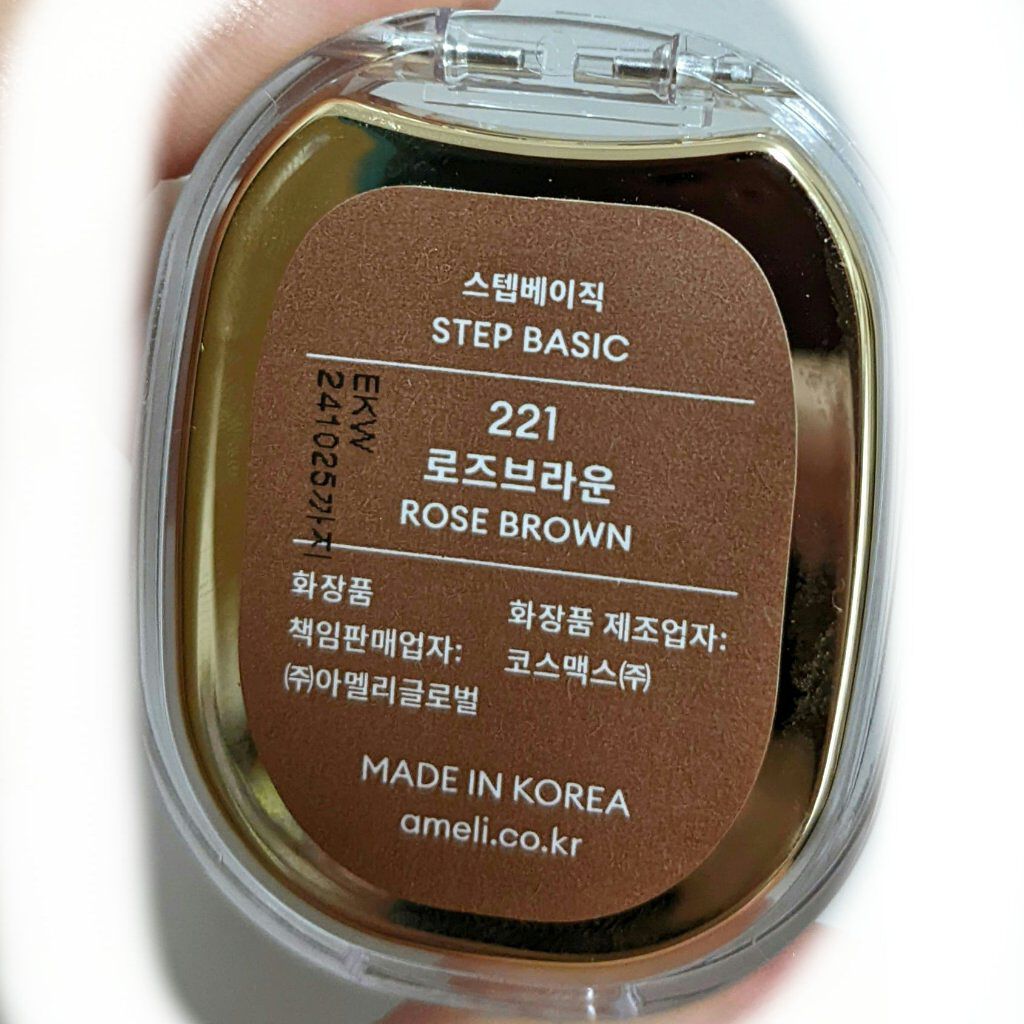 스텝베이직
STEP BASIC
221
로즈브라운
ROSE BROWN
EKW
241025까지
화장품
책임판매업자:
㈜아멜리글로벌
화장품 제조업자:
코스맥스㈜
MADE IN KOREA
ameli.co.kr